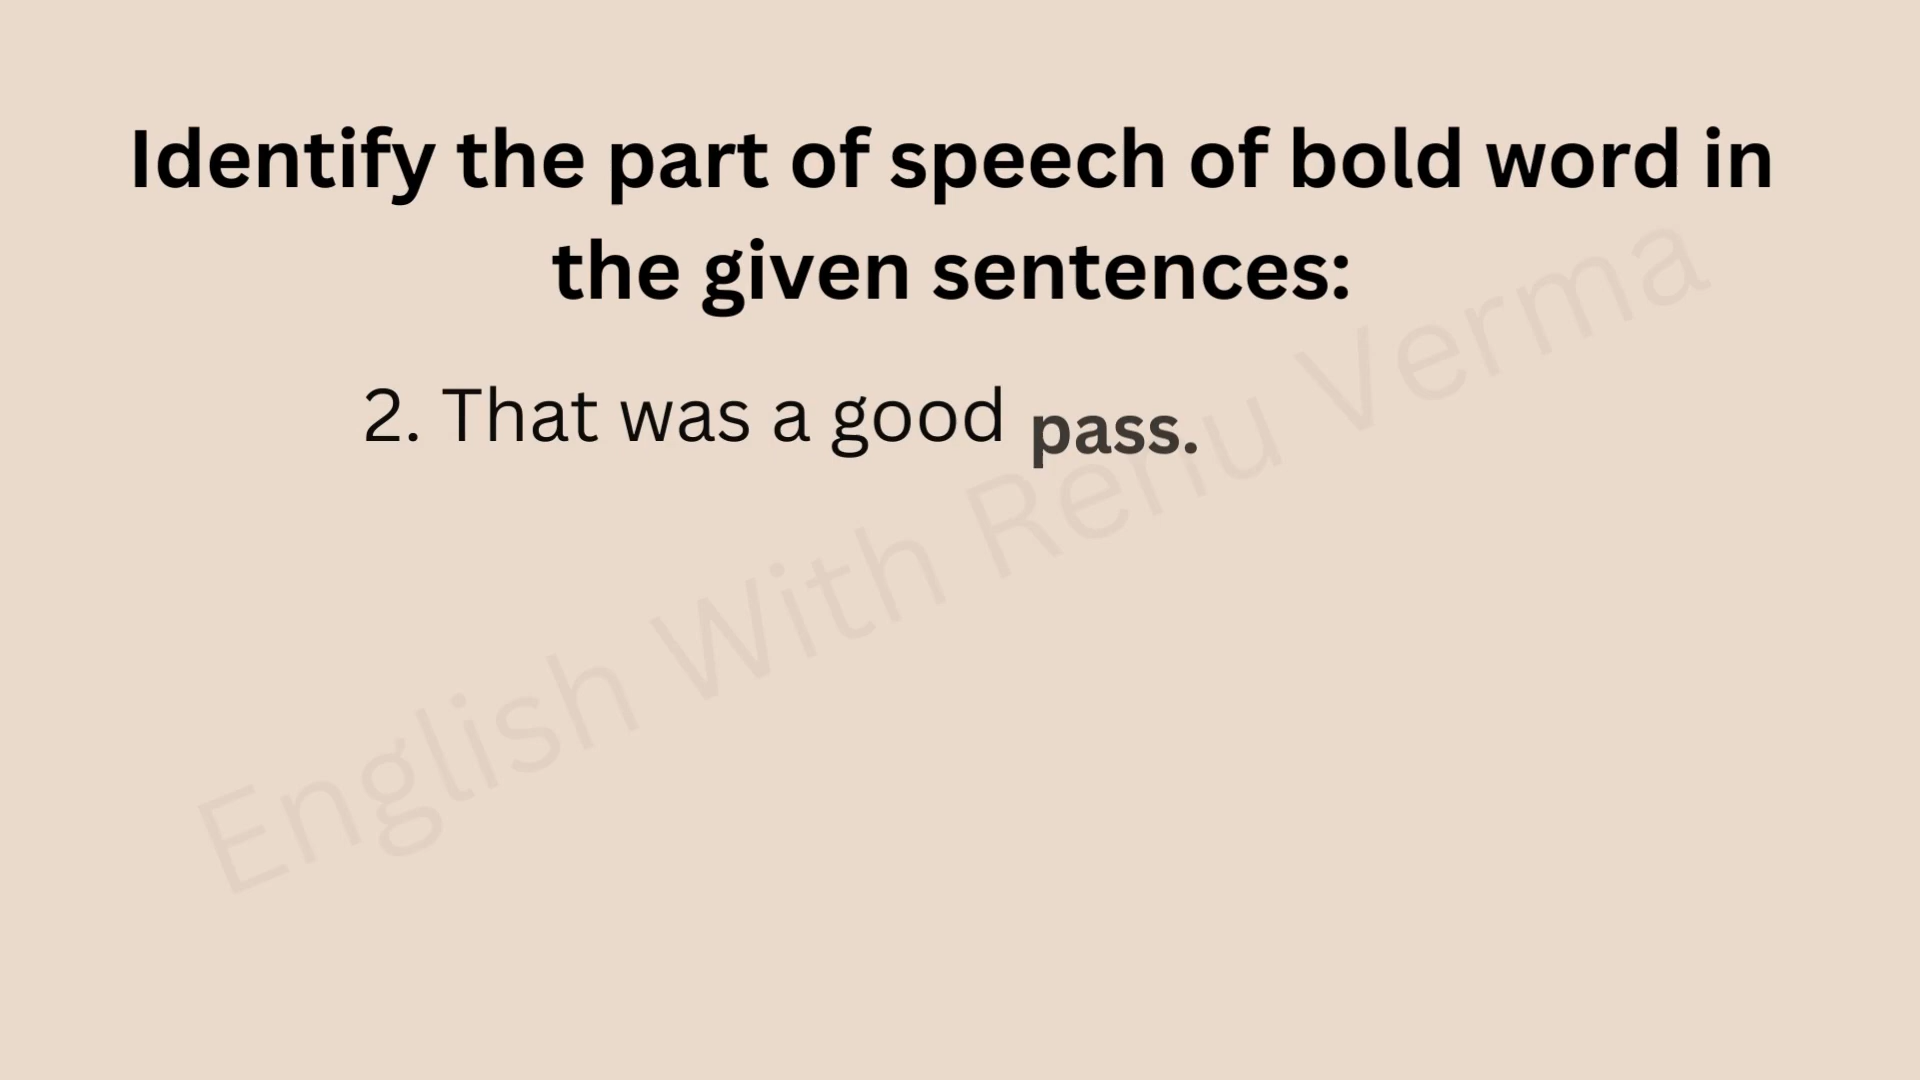 Identify the part of speech of bold word in
the given sentences:
2. That was a good pass.
English With Renu Verma